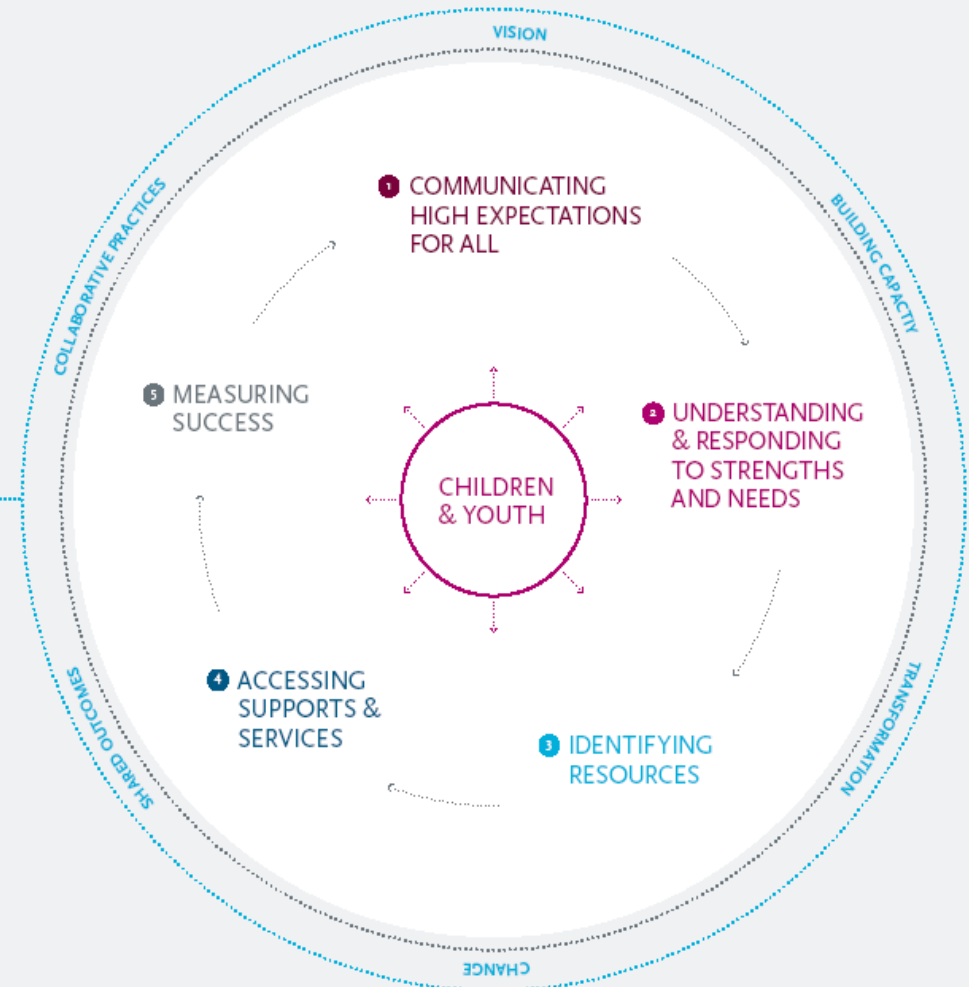 VISION
BUILDING CAPACTIY
TRANSFORMATION
CHANGE
SHARED OUTCOMES
COLLABORATIVE PRACTICES
1 COMMUNICATING
HIGH EXPECTATIONS
FOR ALL
2 UNDERSTANDING
& RESPONDING
TO STRENGTHS
AND NEEDS
3 IDENTIFYING
RESOURCES
4 ACCESSING
SUPPORTS &
SERVICES
5 MEASURING
SUCCESS
CHILDREN
& YOUTH